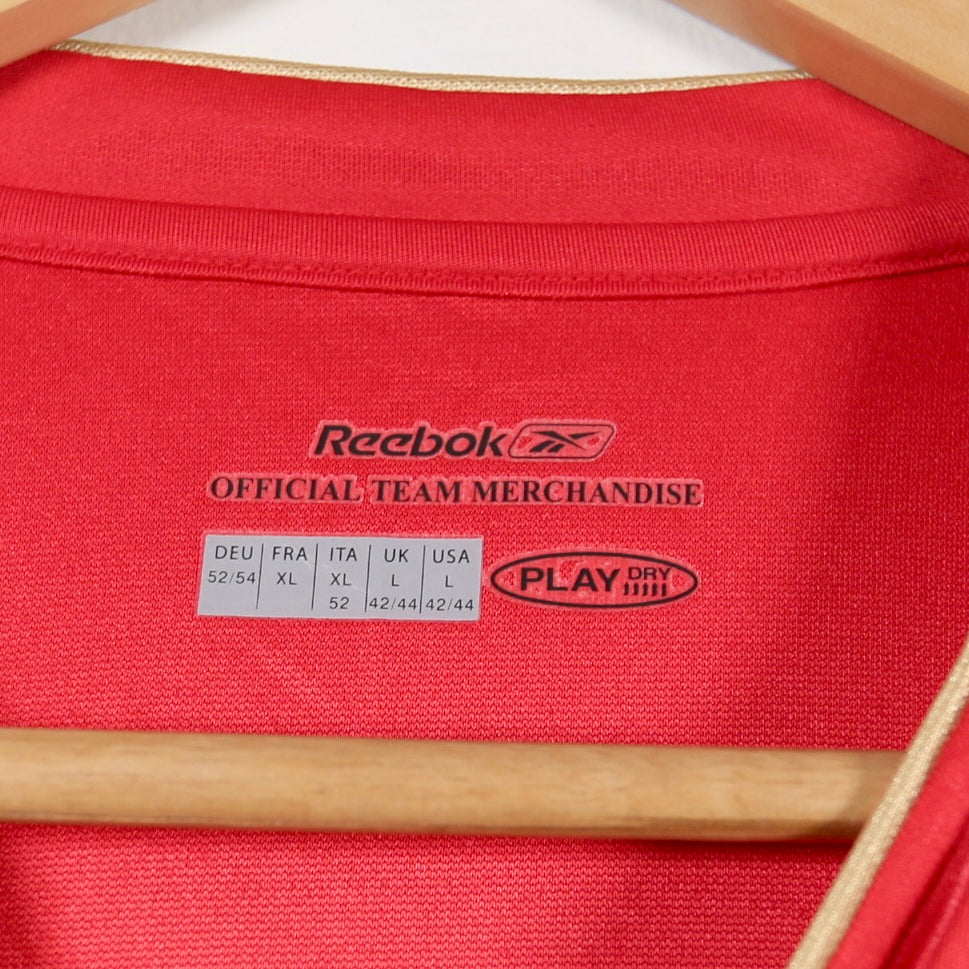 Reebok
OFFICIAL TEAM MERCHANDISE
DEU FRA ITA UK USA
52/54 XL XL L L
52 42/44 42/44
PLAY DRY